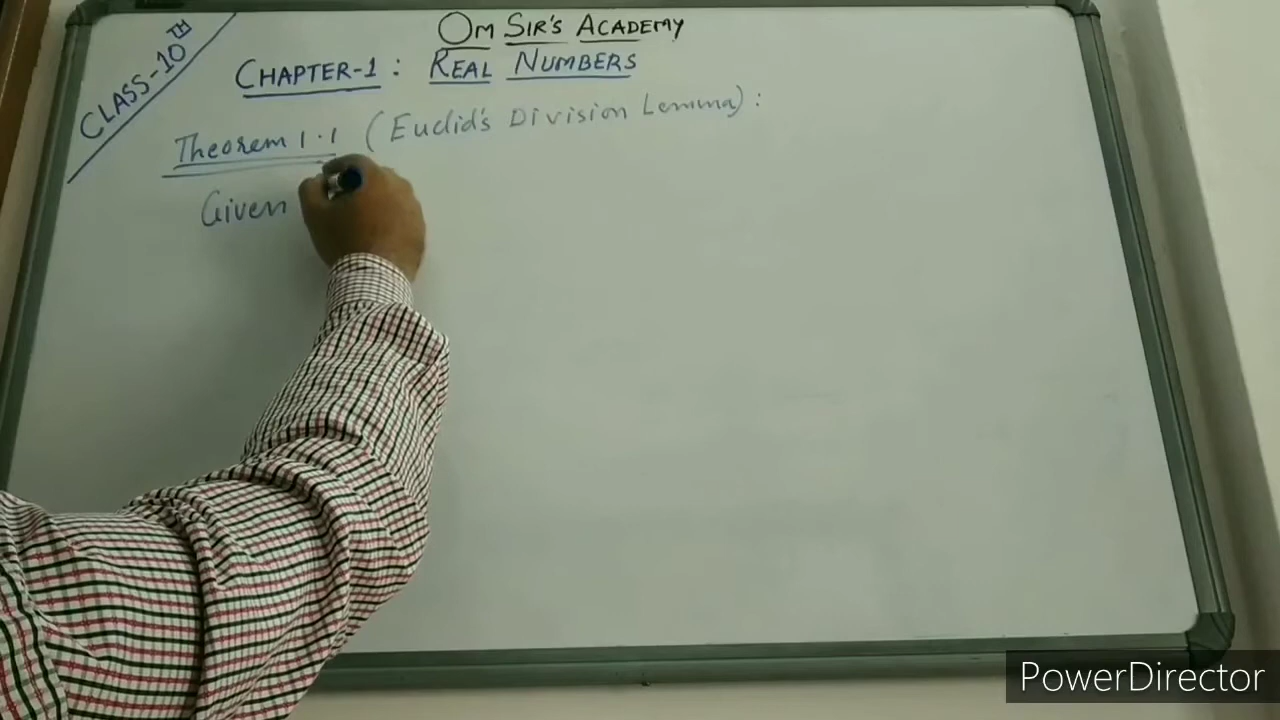 CLASS-10TH
OM SIR'S ACADEMY
CHAPTER-1: REAL NUMBERS
Theorem 1.1 (Euclid's Division Lemma):
Given
PowerDirector